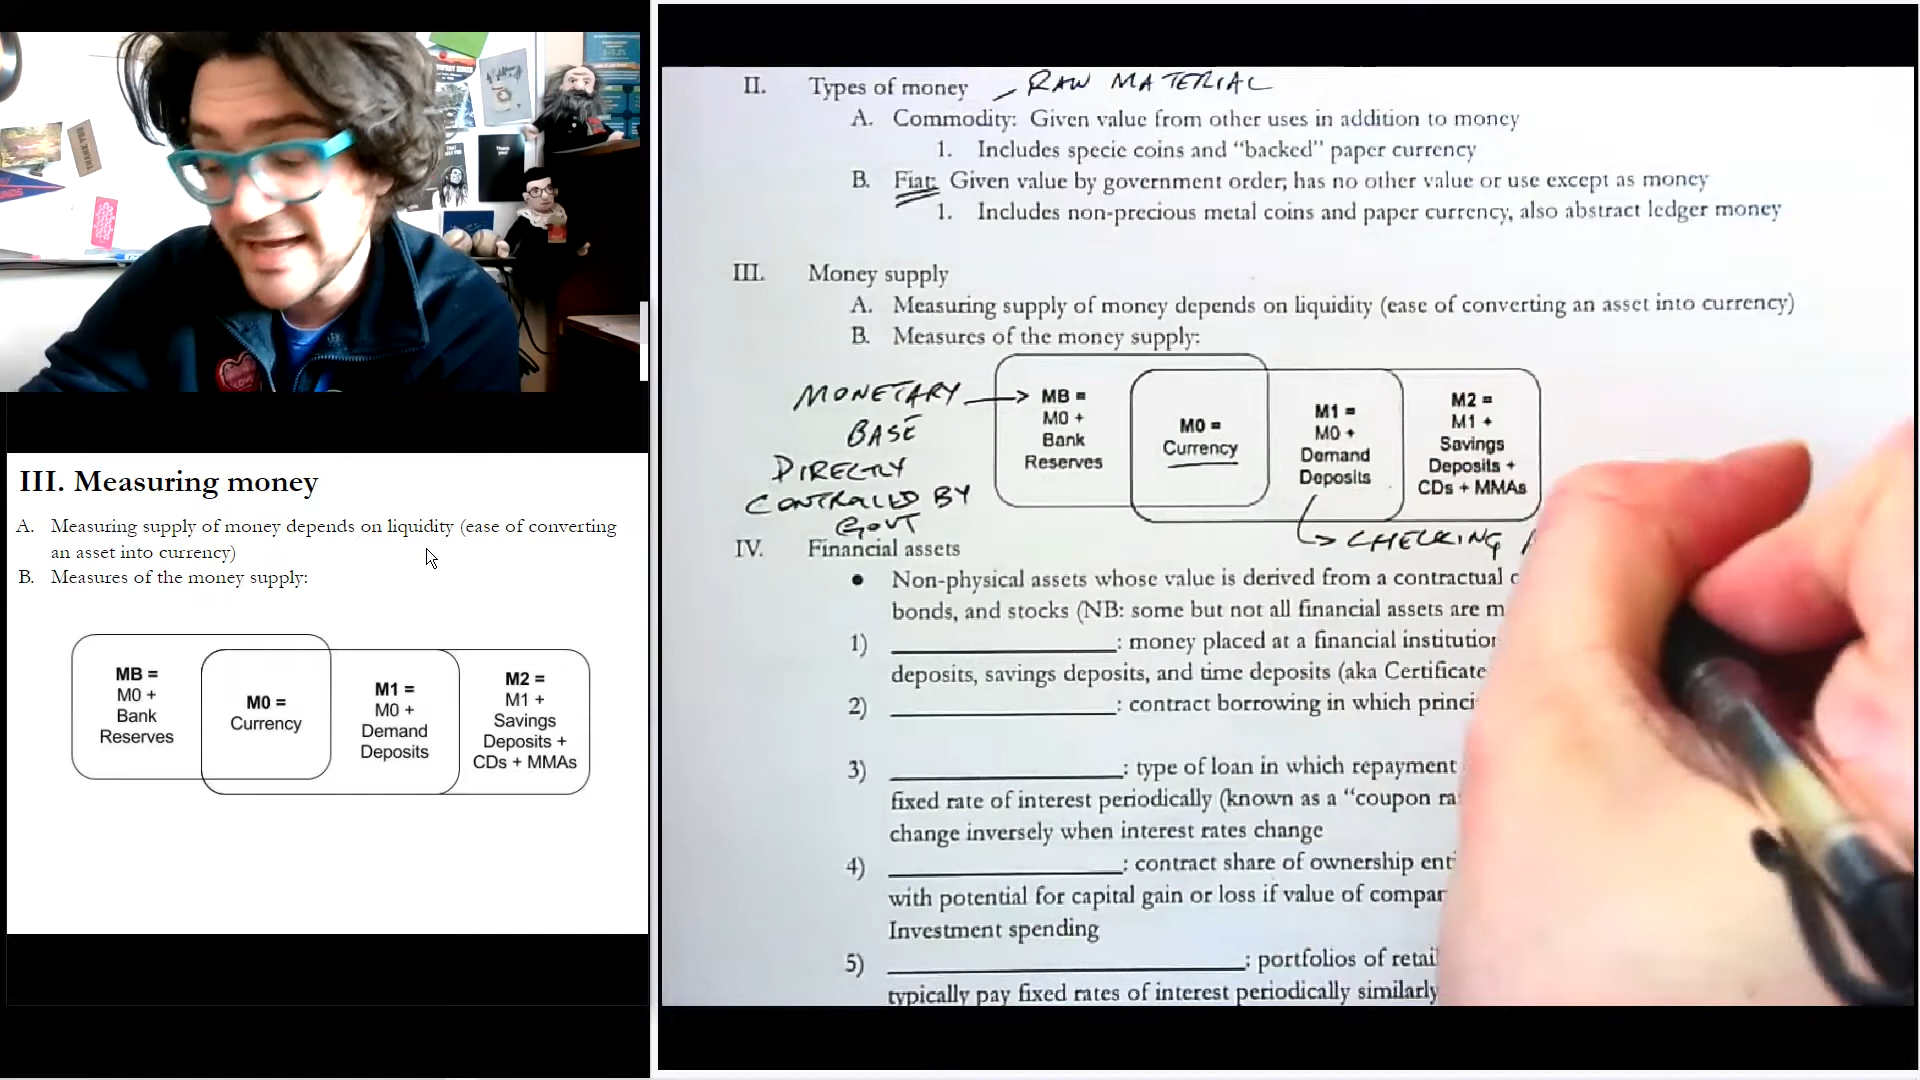 III. Measuring money
A. Measuring supply of money depends on liquidity (ease of converting
an asset into currency)
B. Measures of the money supply:
MB =
M0 +
Bank
Reserves
M0 =
Currency
M1 =
M0 +
Demand
Deposits
M2 =
M1 +
Savings
Deposits +
CDs + MMAs
II. Types of money - RAW MATERIAL
A. Commodity: Given value from other uses in addition to money
1. Includes specie coins and “backed” paper currency
B. Fiat: Given value by government order; has no other value or use except as money
1. Includes non-precious metal coins and paper currency, also abstract ledger money
III. Money supply
A. Measuring supply of money depends on liquidity (ease of converting an asset into currency)
B. Measures of the money supply:
MONETARY
BASE
DIRECTLY
CONTROLLED BY
GOVT
MB =
M0 +
Bank
Reserves
M0 =
Currency
M1 =
M0 +
Demand
Deposits
M2 =
M1 +
Savings
Deposits +
CDs + MMAs
CHECKING
IV. Financial assets
• Non-physical assets whose value is derived from a contractual
bonds, and stocks (NB: some but not all financial assets are
1) : money placed at a financial institution
deposits, savings deposits, and time deposits (aka Certificate
2) : contract borrowing in which
3) : type of loan in which repayment
fixed rate of interest periodically (known as a “coupon
change inversely when interest rates change
4) : contract share of ownership
with potential for capital gain or loss if value of
Investment spending
5) : portfolios of
typically pay fixed rates of interest periodically similarly